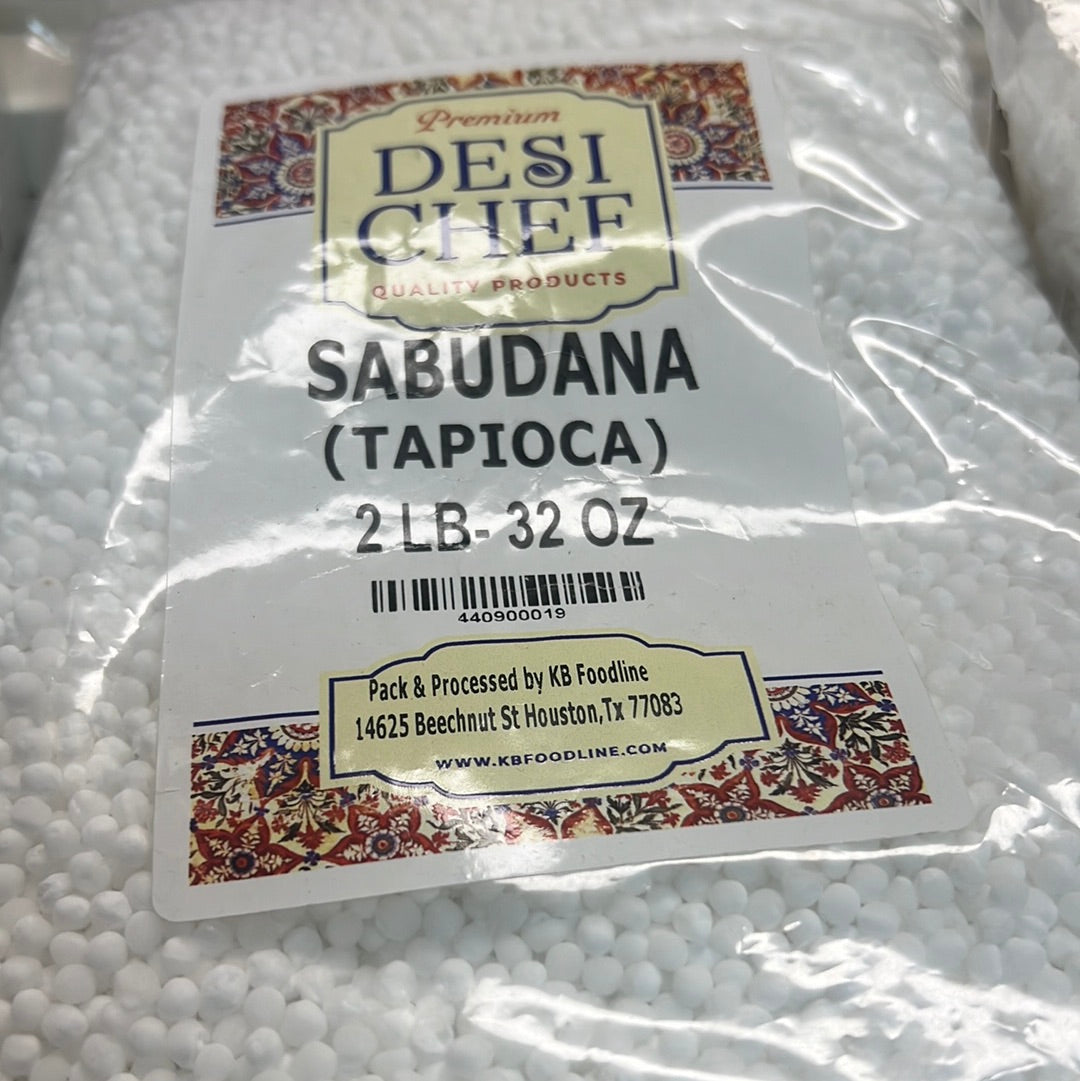 Premium
DESI
CHEF
QUALITY PRODUCTS
SABUDANA
(TAPIOCA)
2 LB- 32 OZ
440900019
Pack & Processed by KB Foodline
14625 Beechnut St Houston,Tx 77083
WWW.KBFOODLINE.COM